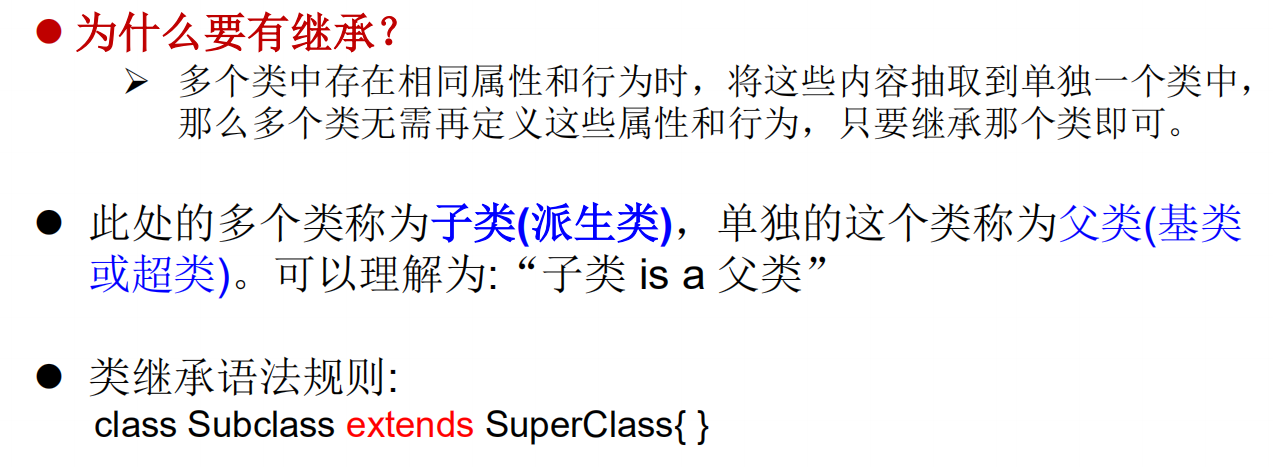 ● 为什么要有继承？
➢ 多个类中存在相同属性和行为时，将这些内容抽取到单独一个类中，
那么多个类无需再定义这些属性和行为，只要继承那个类即可。
● 此处的多个类称为子类(派生类)，单独的这个类称为父类(基类
或超类)。可以理解为:“子类 is a 父类”
● 类继承语法规则:
class Subclass extends SuperClass{ }